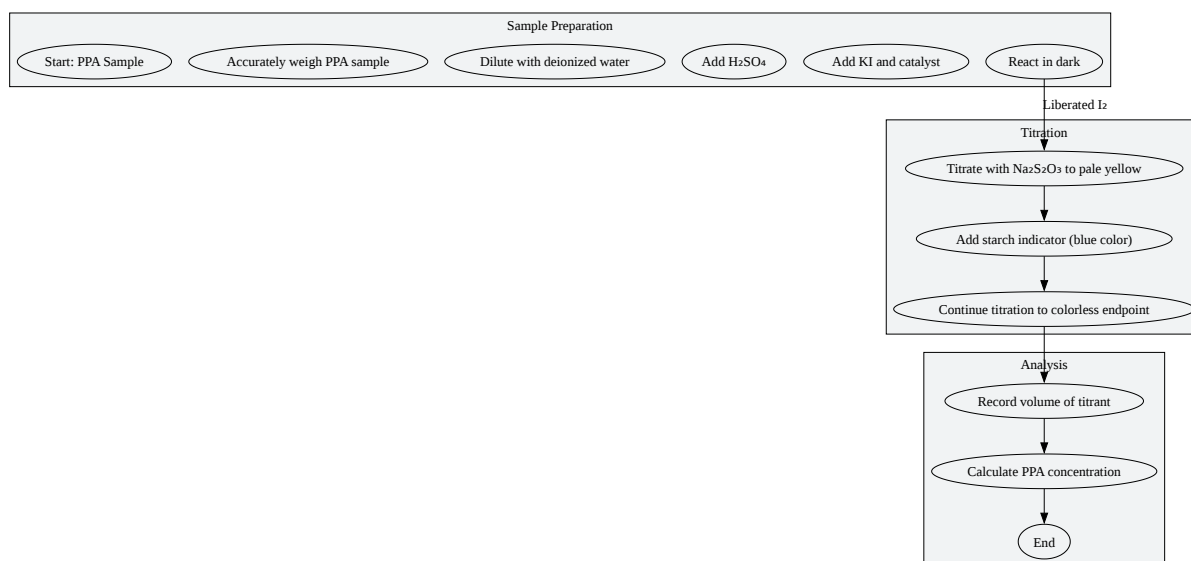 Sample Preparation
Start: PPA Sample
Accurately weigh PPA sample
Dilute with deionized water
Add H₂SO₄
Add KI and catalyst
React in dark
Liberated I₂
Titration
Titrate with Na₂S₂O₃ to pale yellow
Add starch indicator (blue color)
Continue titration to colorless endpoint
Analysis
Record volume of titrant
Calculate PPA concentration
End